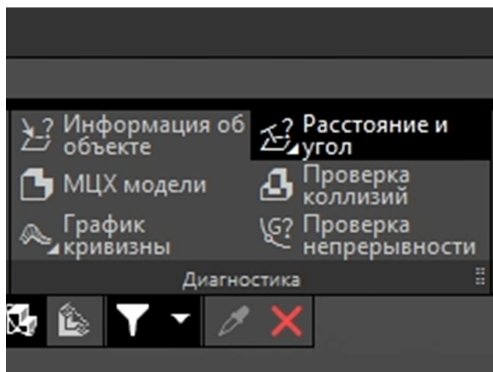 Информация об
объекте
Расстояние и
угол
МЦХ модели
Проверка
коллизий
График
кривизны
G?
Проверка
непрерывности
Диагностика